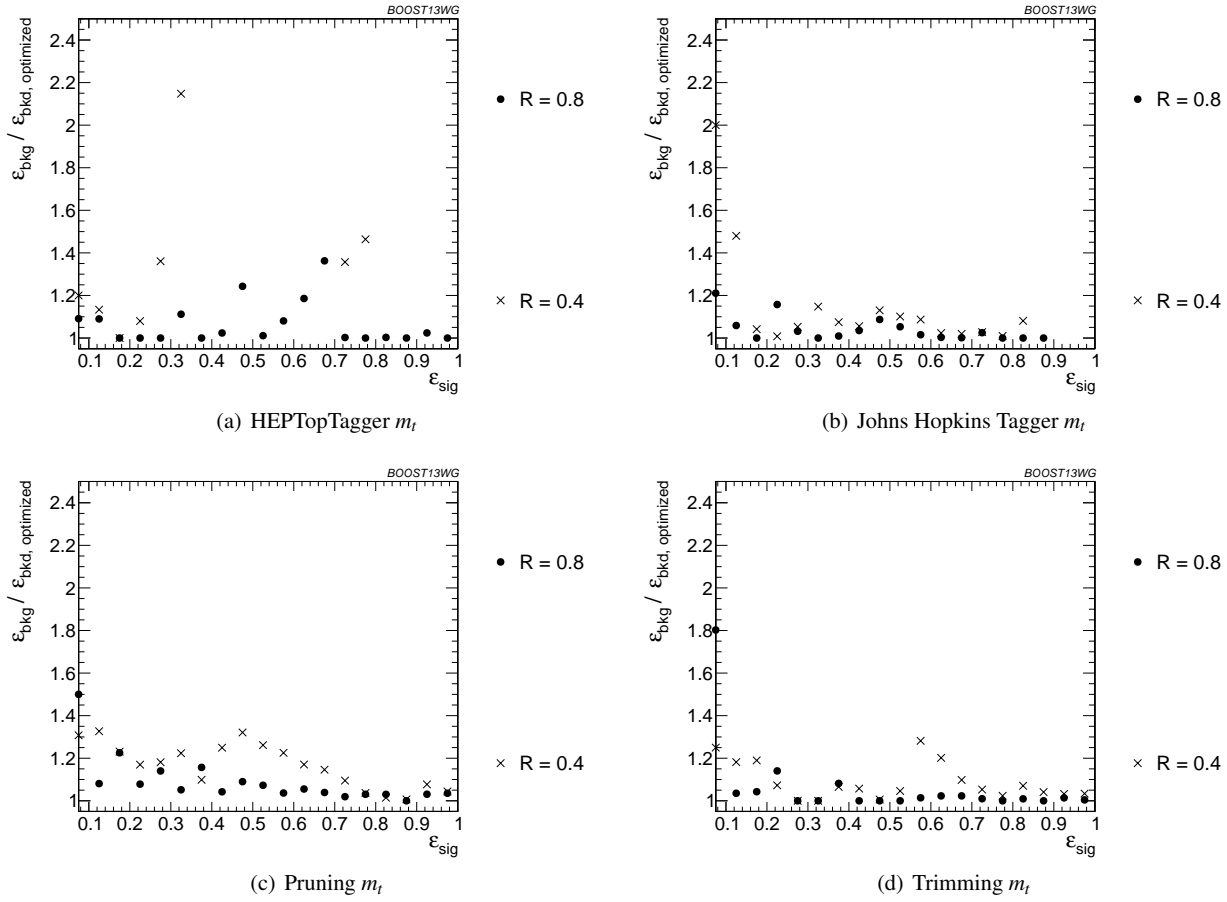 BOOST13WG
ε_bkg / ε_bkd, optimized
2.4
2.2
2
1.8
1.6
1.4
1.2
1
0.1 0.2 0.3 0.4 0.5 0.6 0.7 0.8 0.9 1
ε_sig
R = 0.8
R = 0.4
(a) HEPTopTagger m_t
BOOST13WG
ε_bkg / ε_bkd, optimized
2.4
2.2
2
1.8
1.6
1.4
1.2
1
0.1 0.2 0.3 0.4 0.5 0.6 0.7 0.8 0.9 1
ε_sig
R = 0.8
R = 0.4
(b) Johns Hopkins Tagger m_t
BOOST13WG
ε_bkg / ε_bkd, optimized
2.4
2.2
2
1.8
1.6
1.4
1.2
1
0.1 0.2 0.3 0.4 0.5 0.6 0.7 0.8 0.9 1
ε_sig
R = 0.8
R = 0.4
(c) Pruning m_t
BOOST13WG
ε_bkg / ε_bkd, optimized
2.4
2.2
2
1.8
1.6
1.4
1.2
1
0.1 0.2 0.3 0.4 0.5 0.6 0.7 0.8 0.9 1
ε_sig
R = 0.8
R = 0.4
(d) Trimming m_t